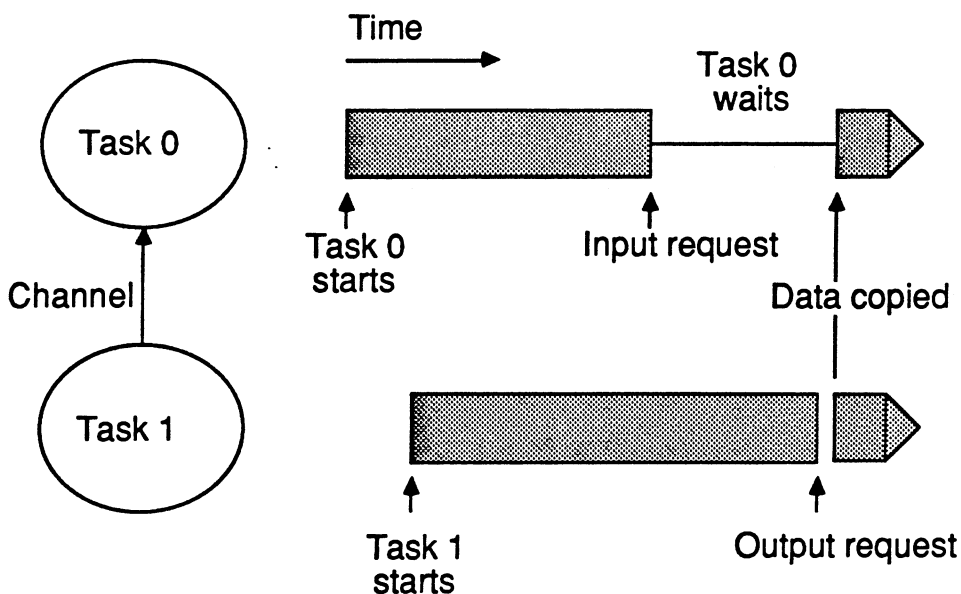 Time
Task 0
waits
Task 0
Task 0
starts
Input request
Channel
Data copied
Task 1
Task 1
starts
Output request